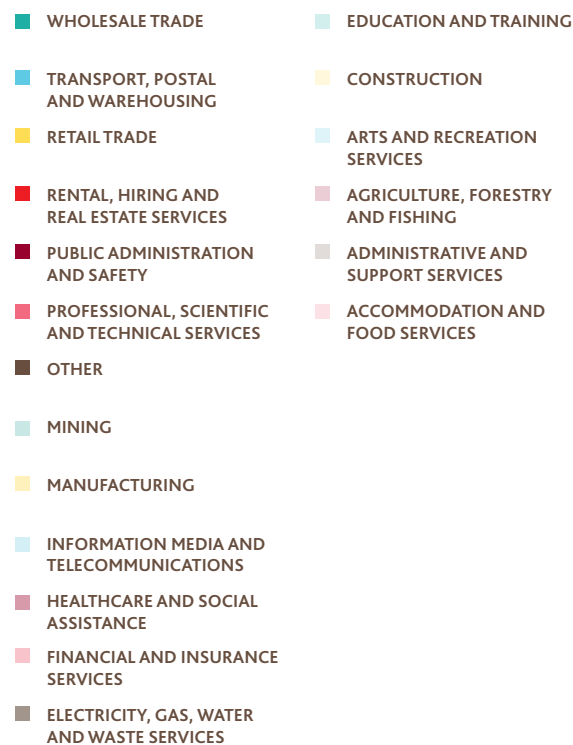 WHOLESALE TRADE
TRANSPORT, POSTAL
AND WAREHOUSING
RETAIL TRADE
RENTAL, HIRING AND
REAL ESTATE SERVICES
PUBLIC ADMINISTRATION
AND SAFETY
PROFESSIONAL, SCIENTIFIC
AND TECHNICAL SERVICES
OTHER
MINING
MANUFACTURING
INFORMATION MEDIA AND
TELECOMMUNICATIONS
HEALTHCARE AND SOCIAL
ASSISTANCE
FINANCIAL AND INSURANCE
SERVICES
ELECTRICITY, GAS, WATER
AND WASTE SERVICES
EDUCATION AND TRAINING
CONSTRUCTION
ARTS AND RECREATION
SERVICES
AGRICULTURE, FORESTRY
AND FISHING
ADMINISTRATIVE AND
SUPPORT SERVICES
ACCOMMODATION AND
FOOD SERVICES